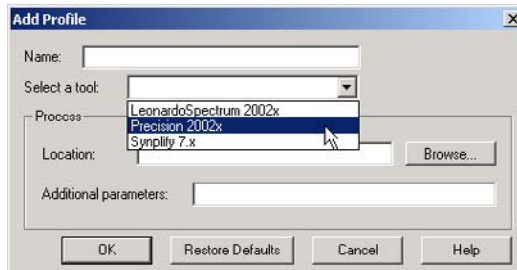 Add Profile
Name:
Select a tool:
LeonardoSpectrum 2002x
Process
Precision 2002x
Synplify 7.x
Location:
Browse...
Additional parameters:
OK Restore Defaults Cancel Help